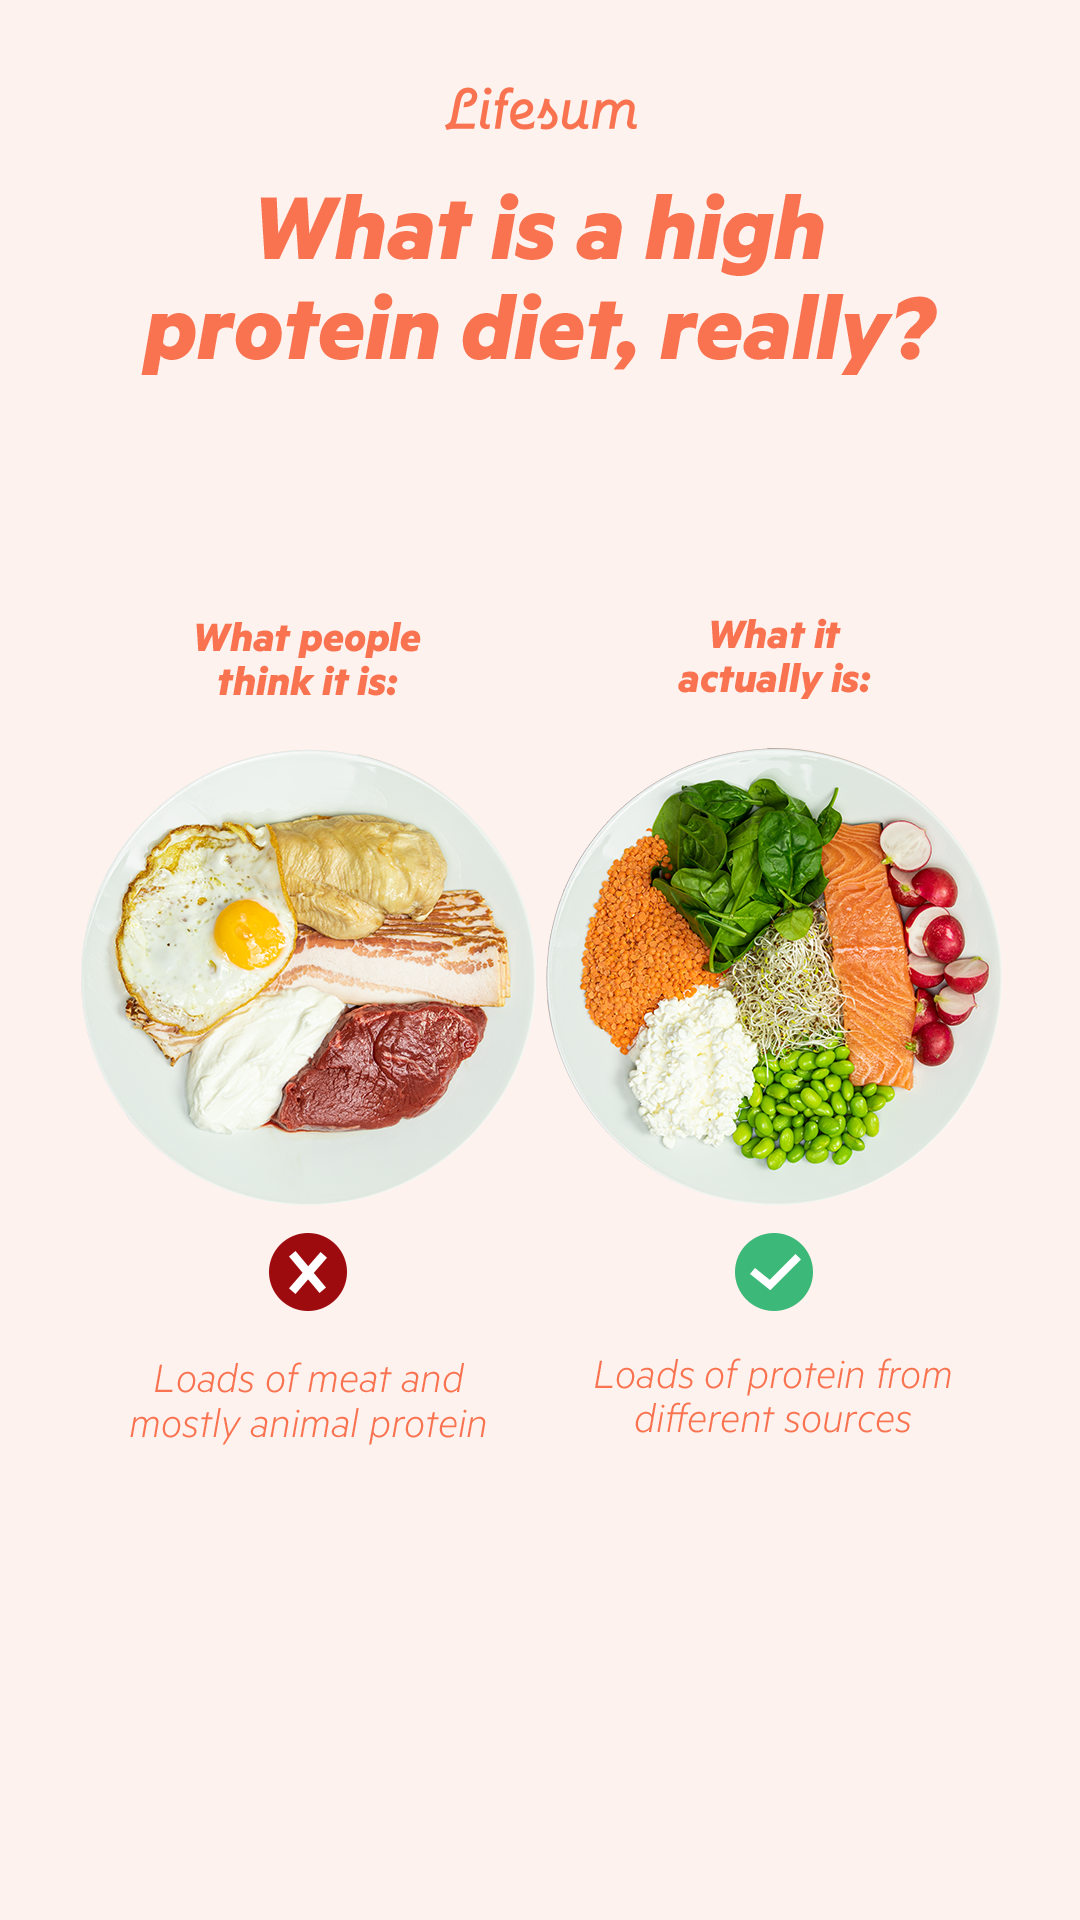 Lifesum
What is a high
protein diet, really?
What people
think it is:
What it
actually is:
Loads of meat and
mostly animal protein
Loads of protein from
different sources